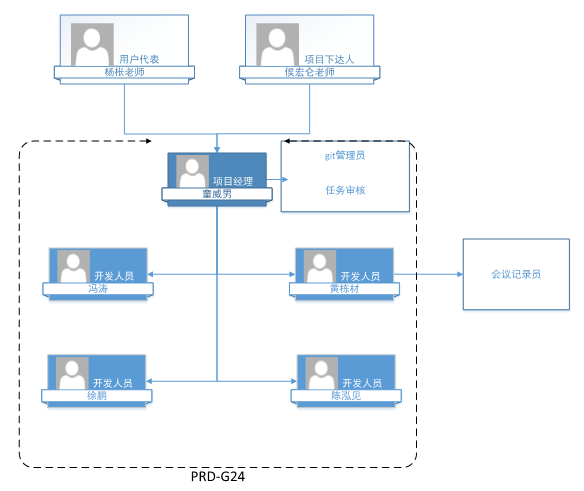 用户代表
杨枨老师
项目下达人
侯宏仑老师
git管理员
任务审核
项目经理
童威男
开发人员
冯涛
开发人员
黄栋材
会议记录员
开发人员
徐鹏
开发人员
陈泓见
PRD-G24